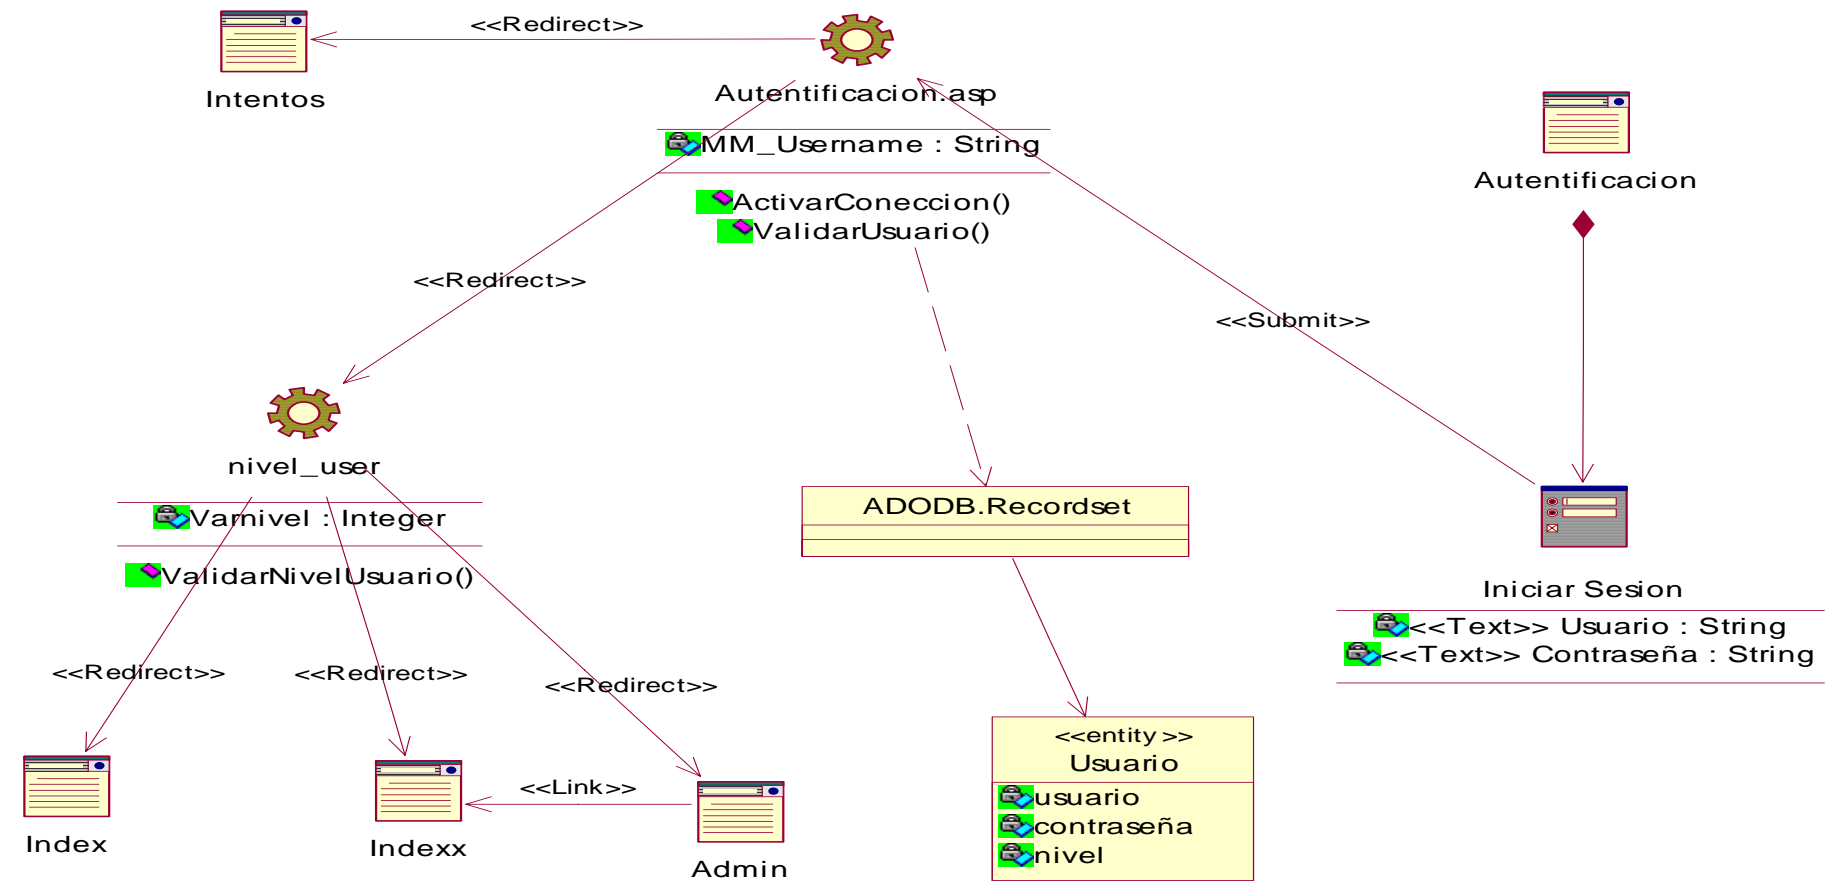 <<Redirect>>
Intentos
Autentificacion.asp
MM_Username : String
ActivarConeccion()
ValidarUsuario()
Autentificacion
<<Redirect>>
<<Submit>>
nivel_user
Varnivel : Integer
ValidarNivelUsuario()
ADODB.Recordset
Iniciar Sesion
<<Text>> Usuario : String
<<Text>> Contraseña : String
<<Redirect>>
<<Redirect>>
<<Redirect>>
<<entity>>
Usuario
usuario
contraseña
nivel
<<Link>>
Index
Indexx
Admin